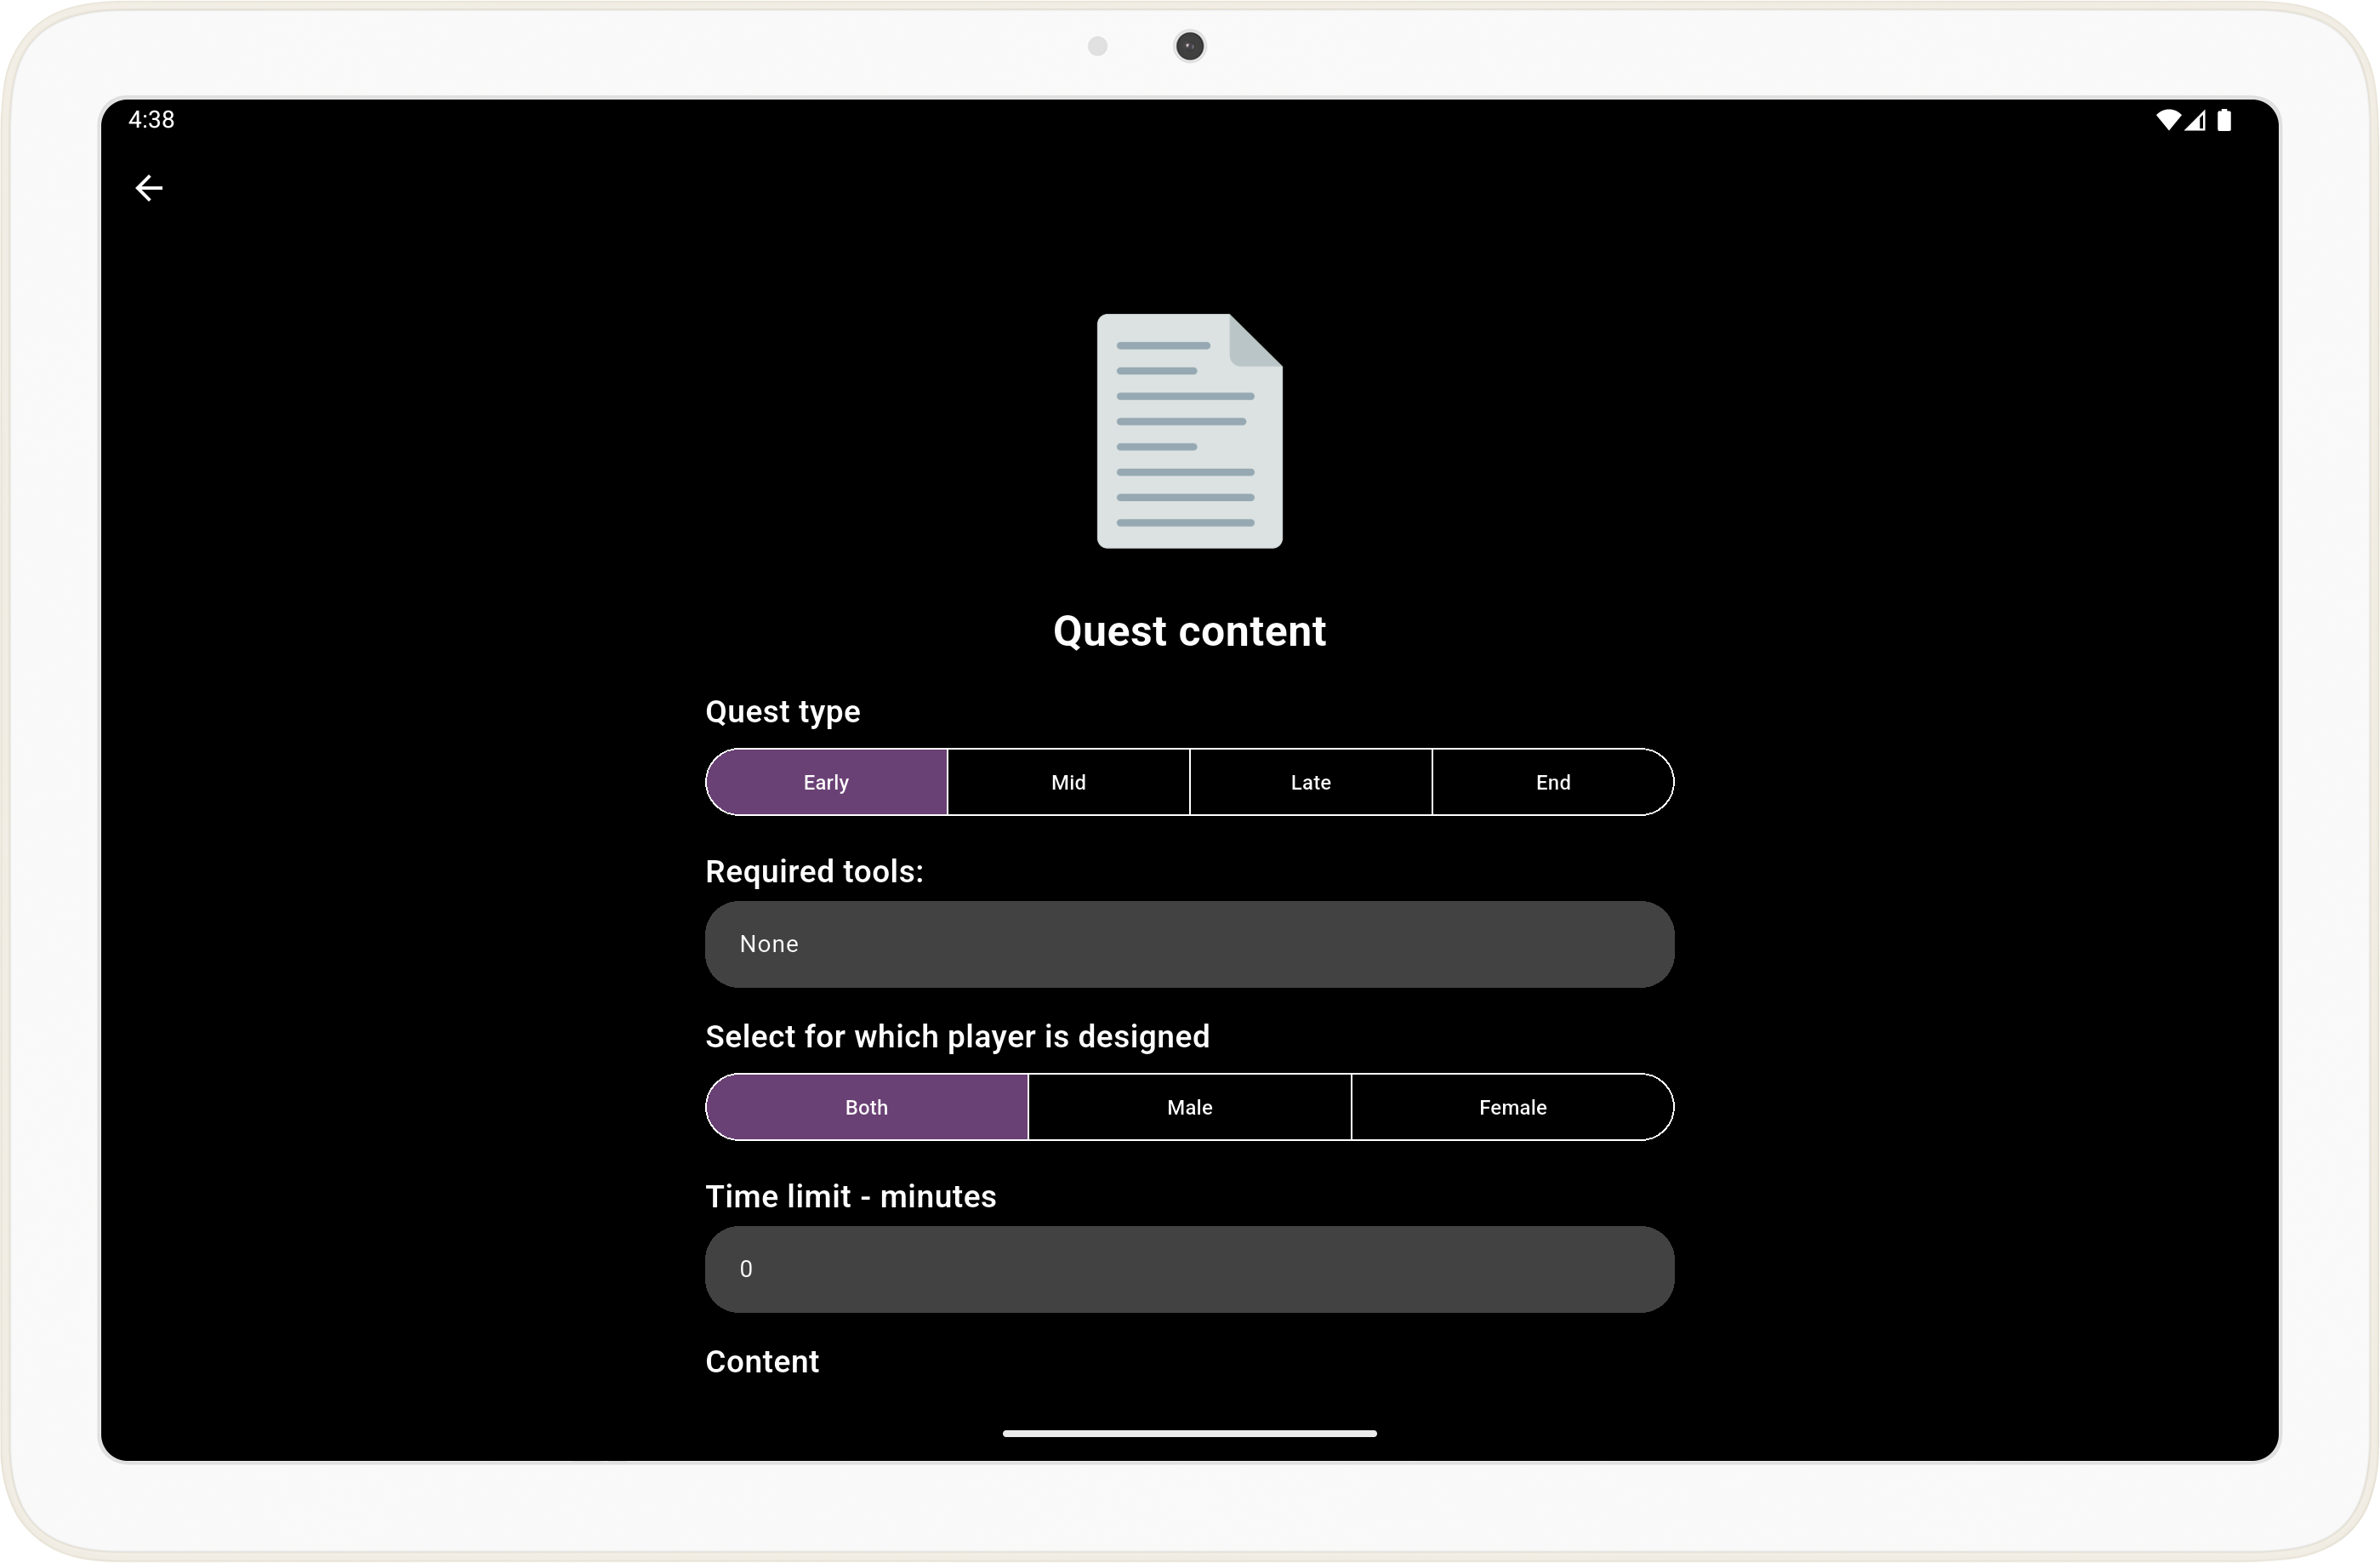 4:38
Quest content
Quest type
Early Mid Late End
Required tools:
None
Select for which player is designed
Both Male Female
Time limit - minutes
0
Content